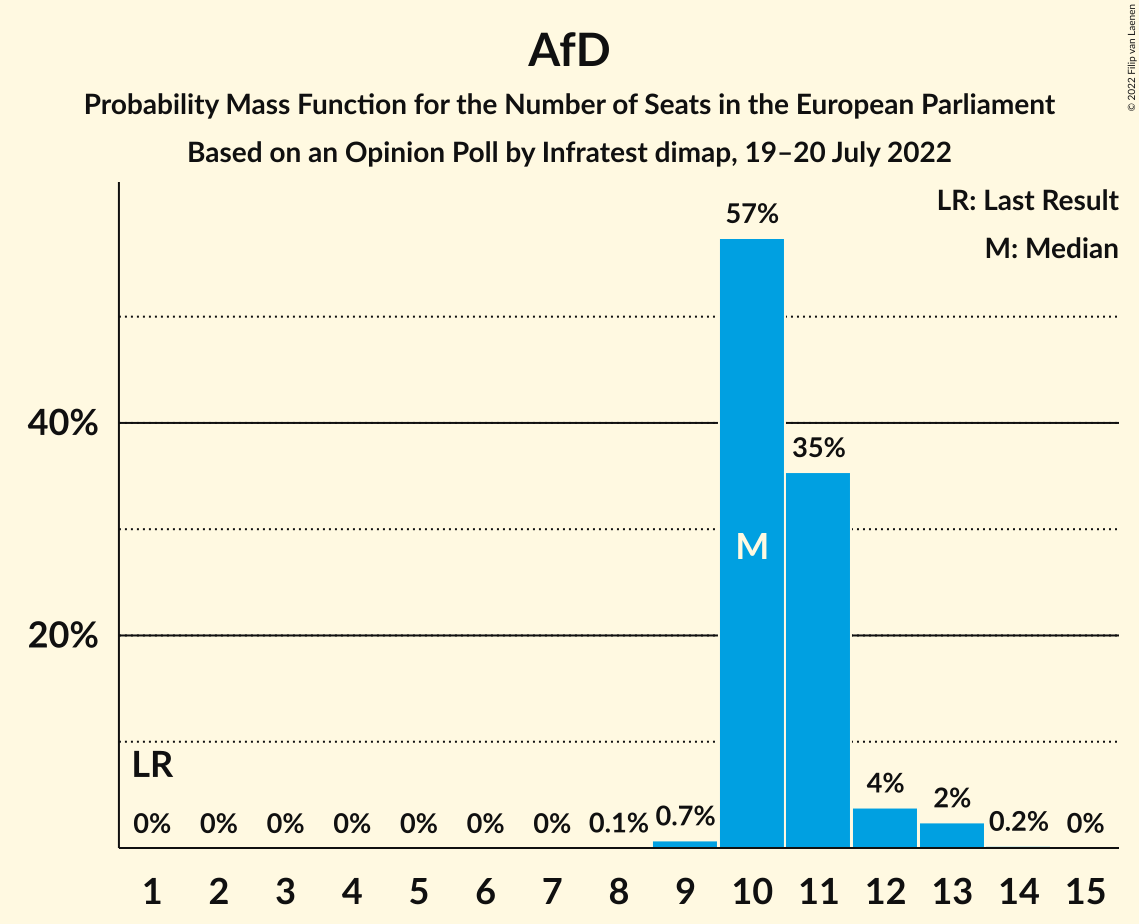 AfD
Probability Mass Function for the Number of Seats in the European Parliament
Based on an Opinion Poll by Infratest dimap, 19–20 July 2022
© 2022 Filip van Laenen
LR: Last Result
M: Median
57%
40%
35%
M
20%
LR
0% 0% 0% 0% 0% 0% 0% 0.1% 0.7% 4% 2% 0.2% 0%
1 2 3 4 5 6 7 8 9 10 11 12 13 14 15